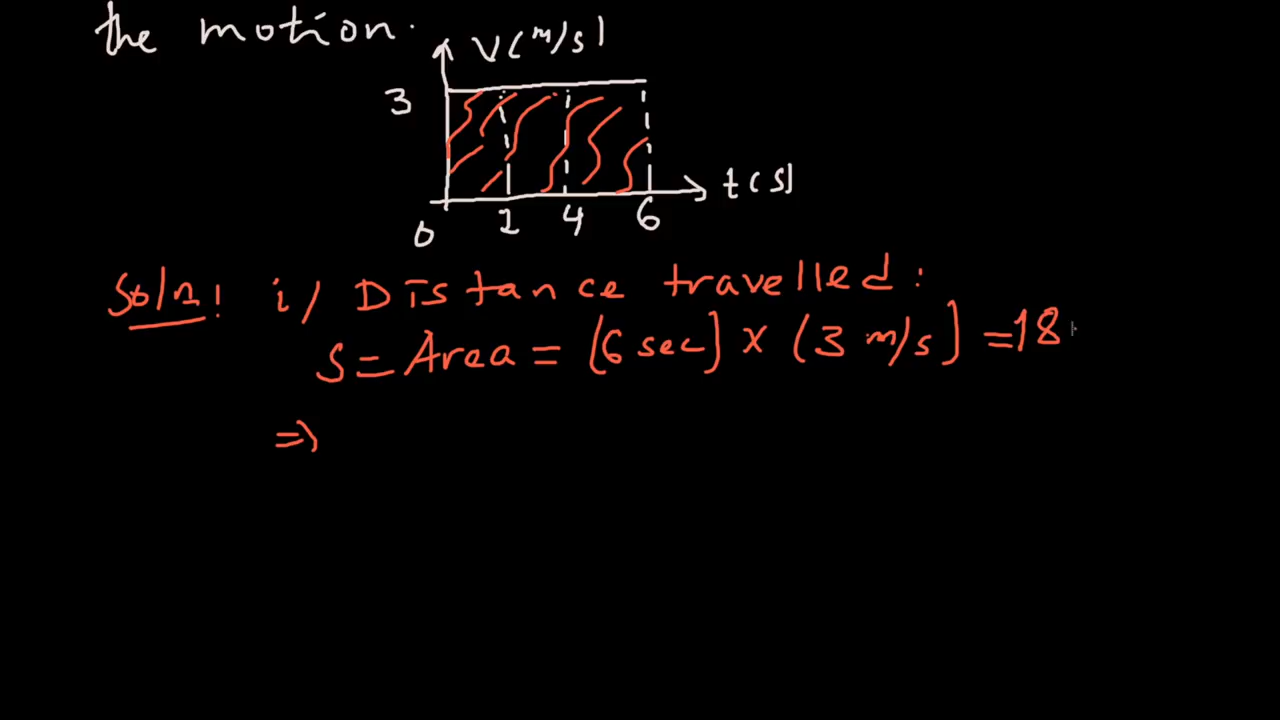 the motion.
V(m/s)
3
t(s)
0 2 4 6
Soln: i/ Distance travelled:
S = Area = (6 sec) × (3 m/s) = 18
⇒